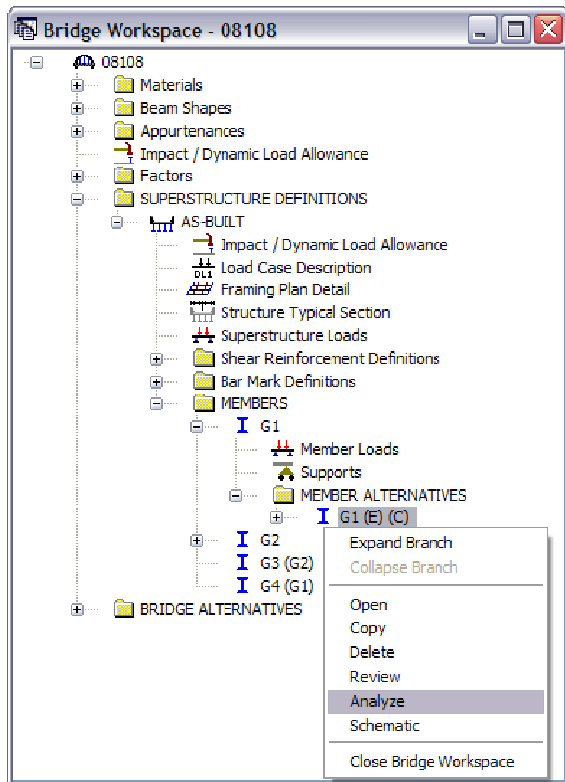 Bridge Workspace - 08108
08108
Materials
Beam Shapes
Appurtenances
Impact / Dynamic Load Allowance
Factors
SUPERSTRUCTURE DEFINITIONS
AS-BUILT
Impact / Dynamic Load Allowance
DL1 Load Case Description
Framing Plan Detail
Structure Typical Section
Superstructure Loads
Shear Reinforcement Definitions
Bar Mark Definitions
MEMBERS
G1
Member Loads
Supports
MEMBER ALTERNATIVES
G1 (E) (C)
G2
G3 (G2)
G4 (G1)
BRIDGE ALTERNATIVES
Expand Branch
Collapse Branch
Open
Copy
Delete
Review
Analyze
Schematic
Close Bridge Workspace